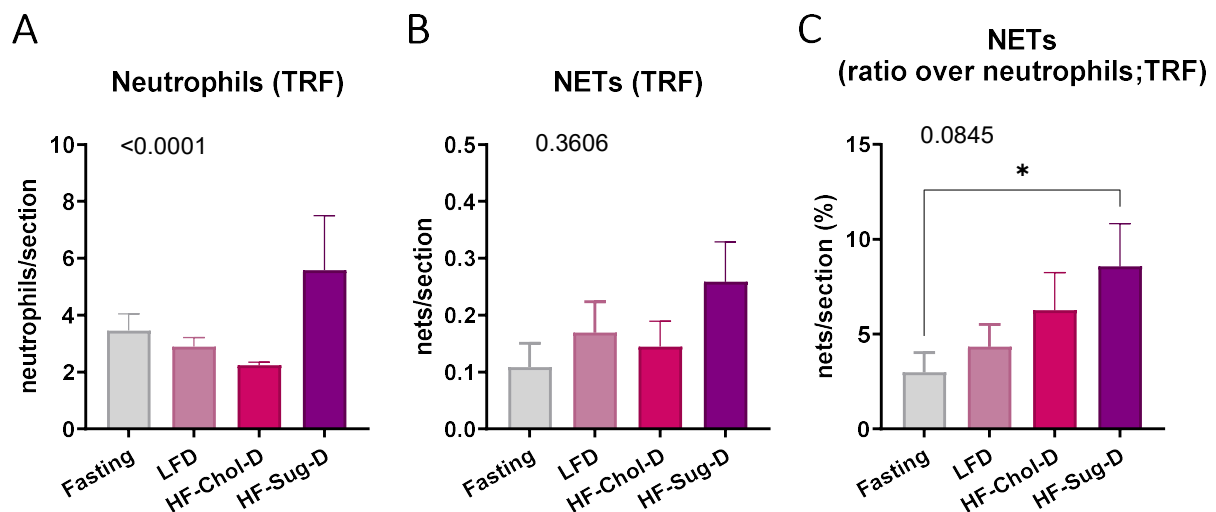 A
Neutrophils (TRF)
<0.0001
neutrophils/section
10
8
6
4
2
0
Fasting
LFD
HF-Chol-D
HF-Sug-D
B
NETs (TRF)
0.3606
nets/section
0.5
0.4
0.3
0.2
0.1
0.0
Fasting
LFD
HF-Chol-D
HF-Sug-D
C
NETs
(ratio over neutrophils;TRF)
0.0845
*
nets/section (%)
15
10
5
0
Fasting
LFD
HF-Chol-D
HF-Sug-D